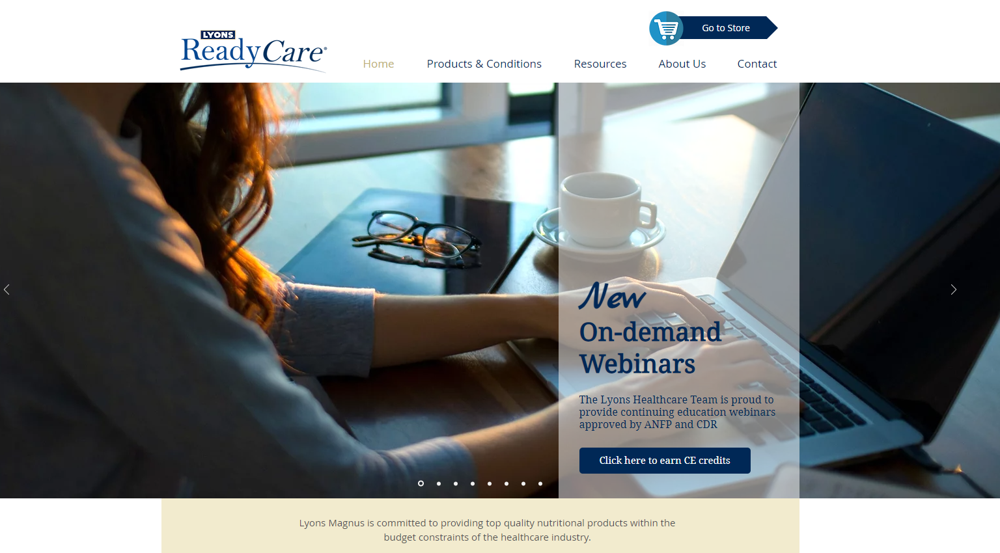 Go to Store
LYONS
ReadyCare®
Home
Products & Conditions
Resources
About Us
Contact
New
On-demand
Webinars
The Lyons Healthcare Team is proud to
provide continuing education webinars
approved by ANFP and CDR
Click here to earn CE credits
Lyons Magnus is committed to providing top quality nutritional products within the
budget constraints of the healthcare industry.